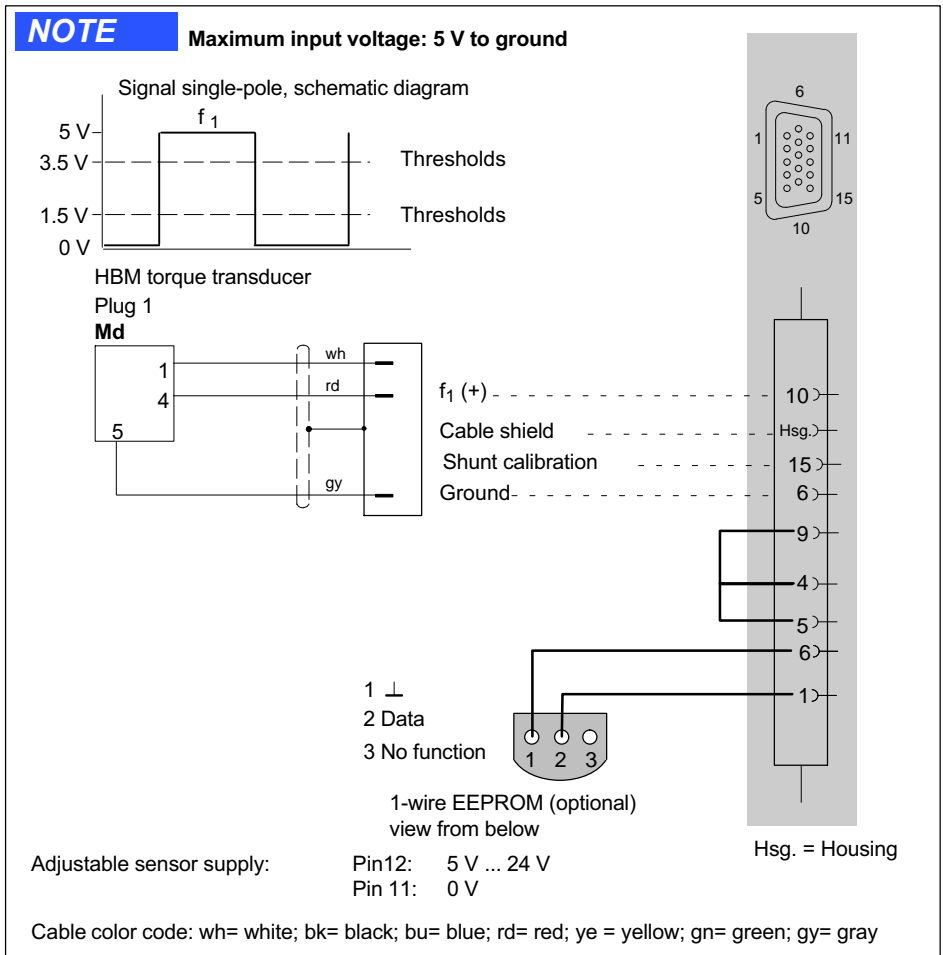 NOTE
Maximum input voltage: 5 V to ground
Signal single-pole, schematic diagram
f 1
5 V
3.5 V
Thresholds
1.5 V
Thresholds
0 V
6
1
11
5
15
10
HBM torque transducer
Plug 1
Md
1
4
5
wh
rd
gy
f1 (+)
10
Cable shield
Hsg.
Shunt calibration
15
Ground
6
9
4
5
6
1
1 ⊥
2 Data
3 No function
1 2 3
1-wire EEPROM (optional)
view from below
Hsg. = Housing
Adjustable sensor supply: Pin12: 5 V ... 24 V
Pin 11: 0 V
Cable color code: wh= white; bk= black; bu= blue; rd= red; ye = yellow; gn= green; gy= gray